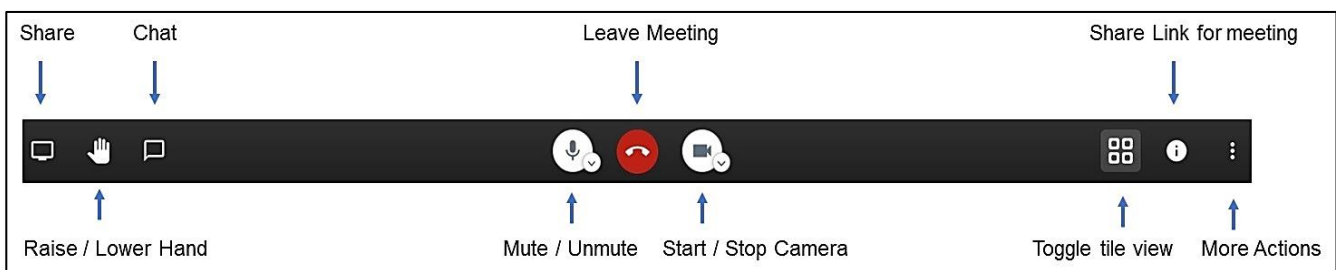 Share Chat Leave Meeting Share Link for meeting
Raise / Lower Hand Mute / Unmute Start / Stop Camera Toggle tile view More Actions